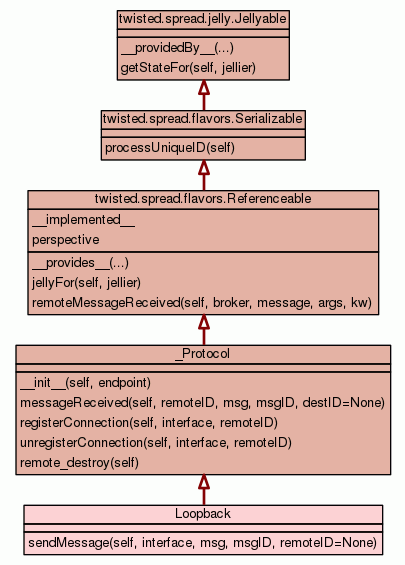 twisted.spread.jelly.Jellyable
__providedBy__(...)
getStateFor(self, jellier)
twisted.spread.flavors.Serializable
processUniqueID(self)
twisted.spread.flavors.Referenceable
__implemented__
perspective
__provides__(...)
jellyFor(self, jellier)
remoteMessageReceived(self, broker, message, args, kw)
_Protocol
__init__(self, endpoint)
messageReceived(self, remoteID, msg, msgID, destID=None)
registerConnection(self, interface, remoteID)
unregisterConnection(self, interface, remoteID)
remote_destroy(self)
Loopback
sendMessage(self, interface, msg, msgID, remoteID=None)